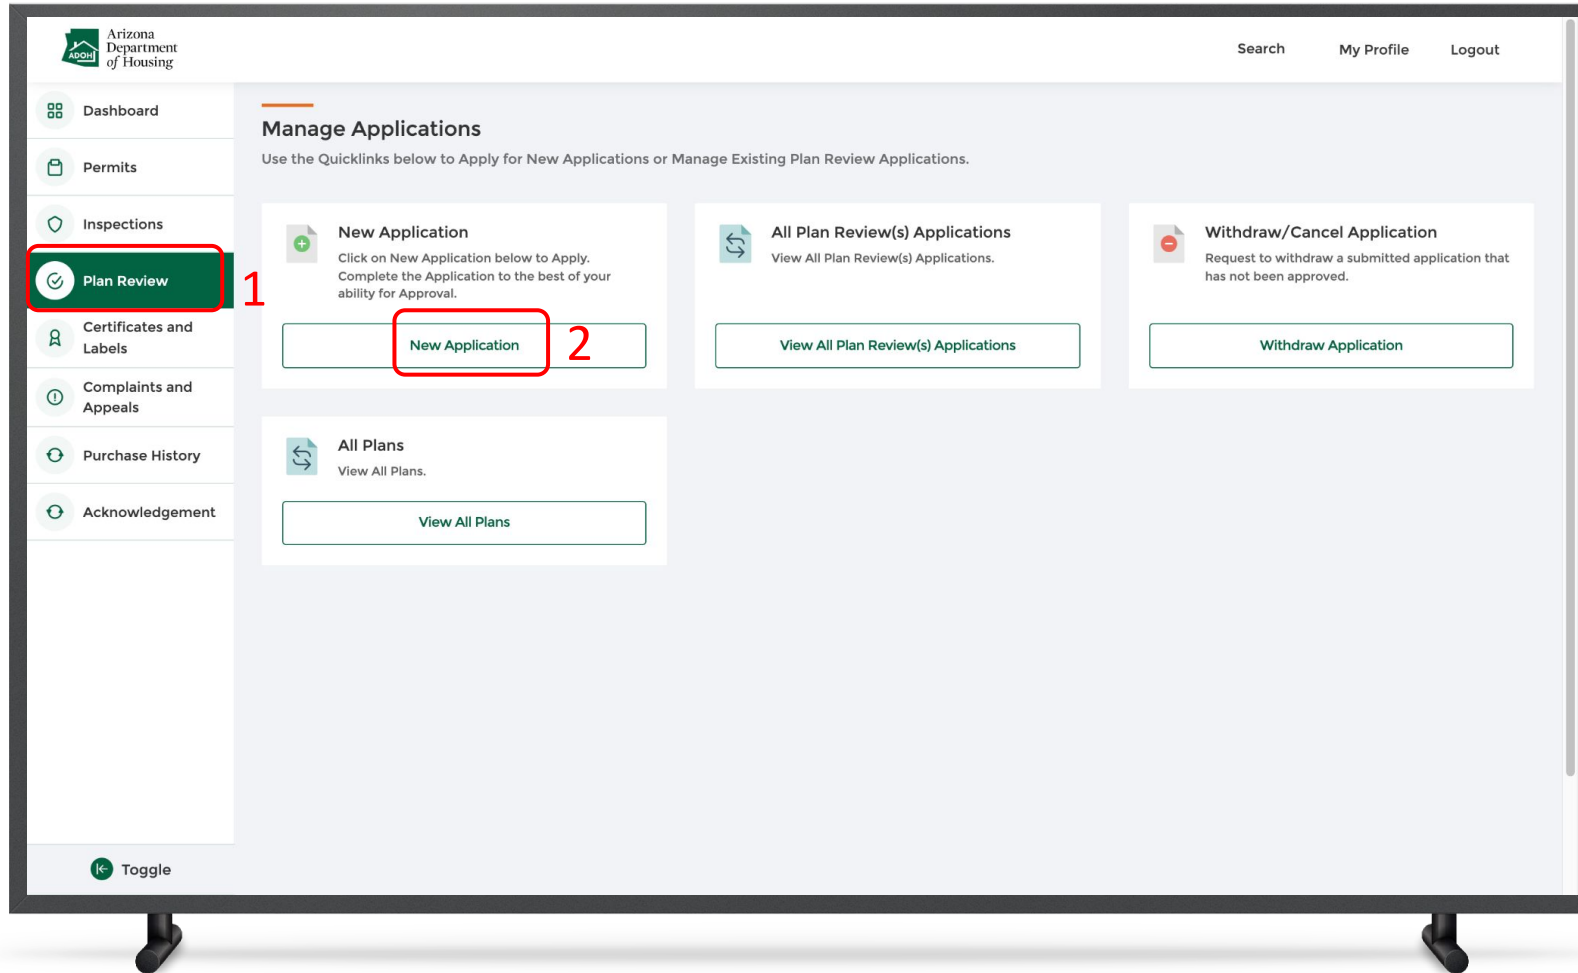 Arizona
Department
of Housing
ADOH
Search
My Profile
Logout
Dashboard
Permits
Inspections
Plan Review
1
Certificates and
Labels
Complaints and
Appeals
Purchase History
Acknowledgement
Toggle
Manage Applications
Use the Quicklinks below to Apply for New Applications or Manage Existing Plan Review Applications.
New Application
Click on New Application below to Apply.
Complete the Application to the best of your
ability for Approval.
New Application
2
All Plan Review(s) Applications
View All Plan Review(s) Applications.
View All Plan Review(s) Applications
Withdraw/Cancel Application
Request to withdraw a submitted application that
has not been approved.
Withdraw Application
All Plans
View All Plans.
View All Plans